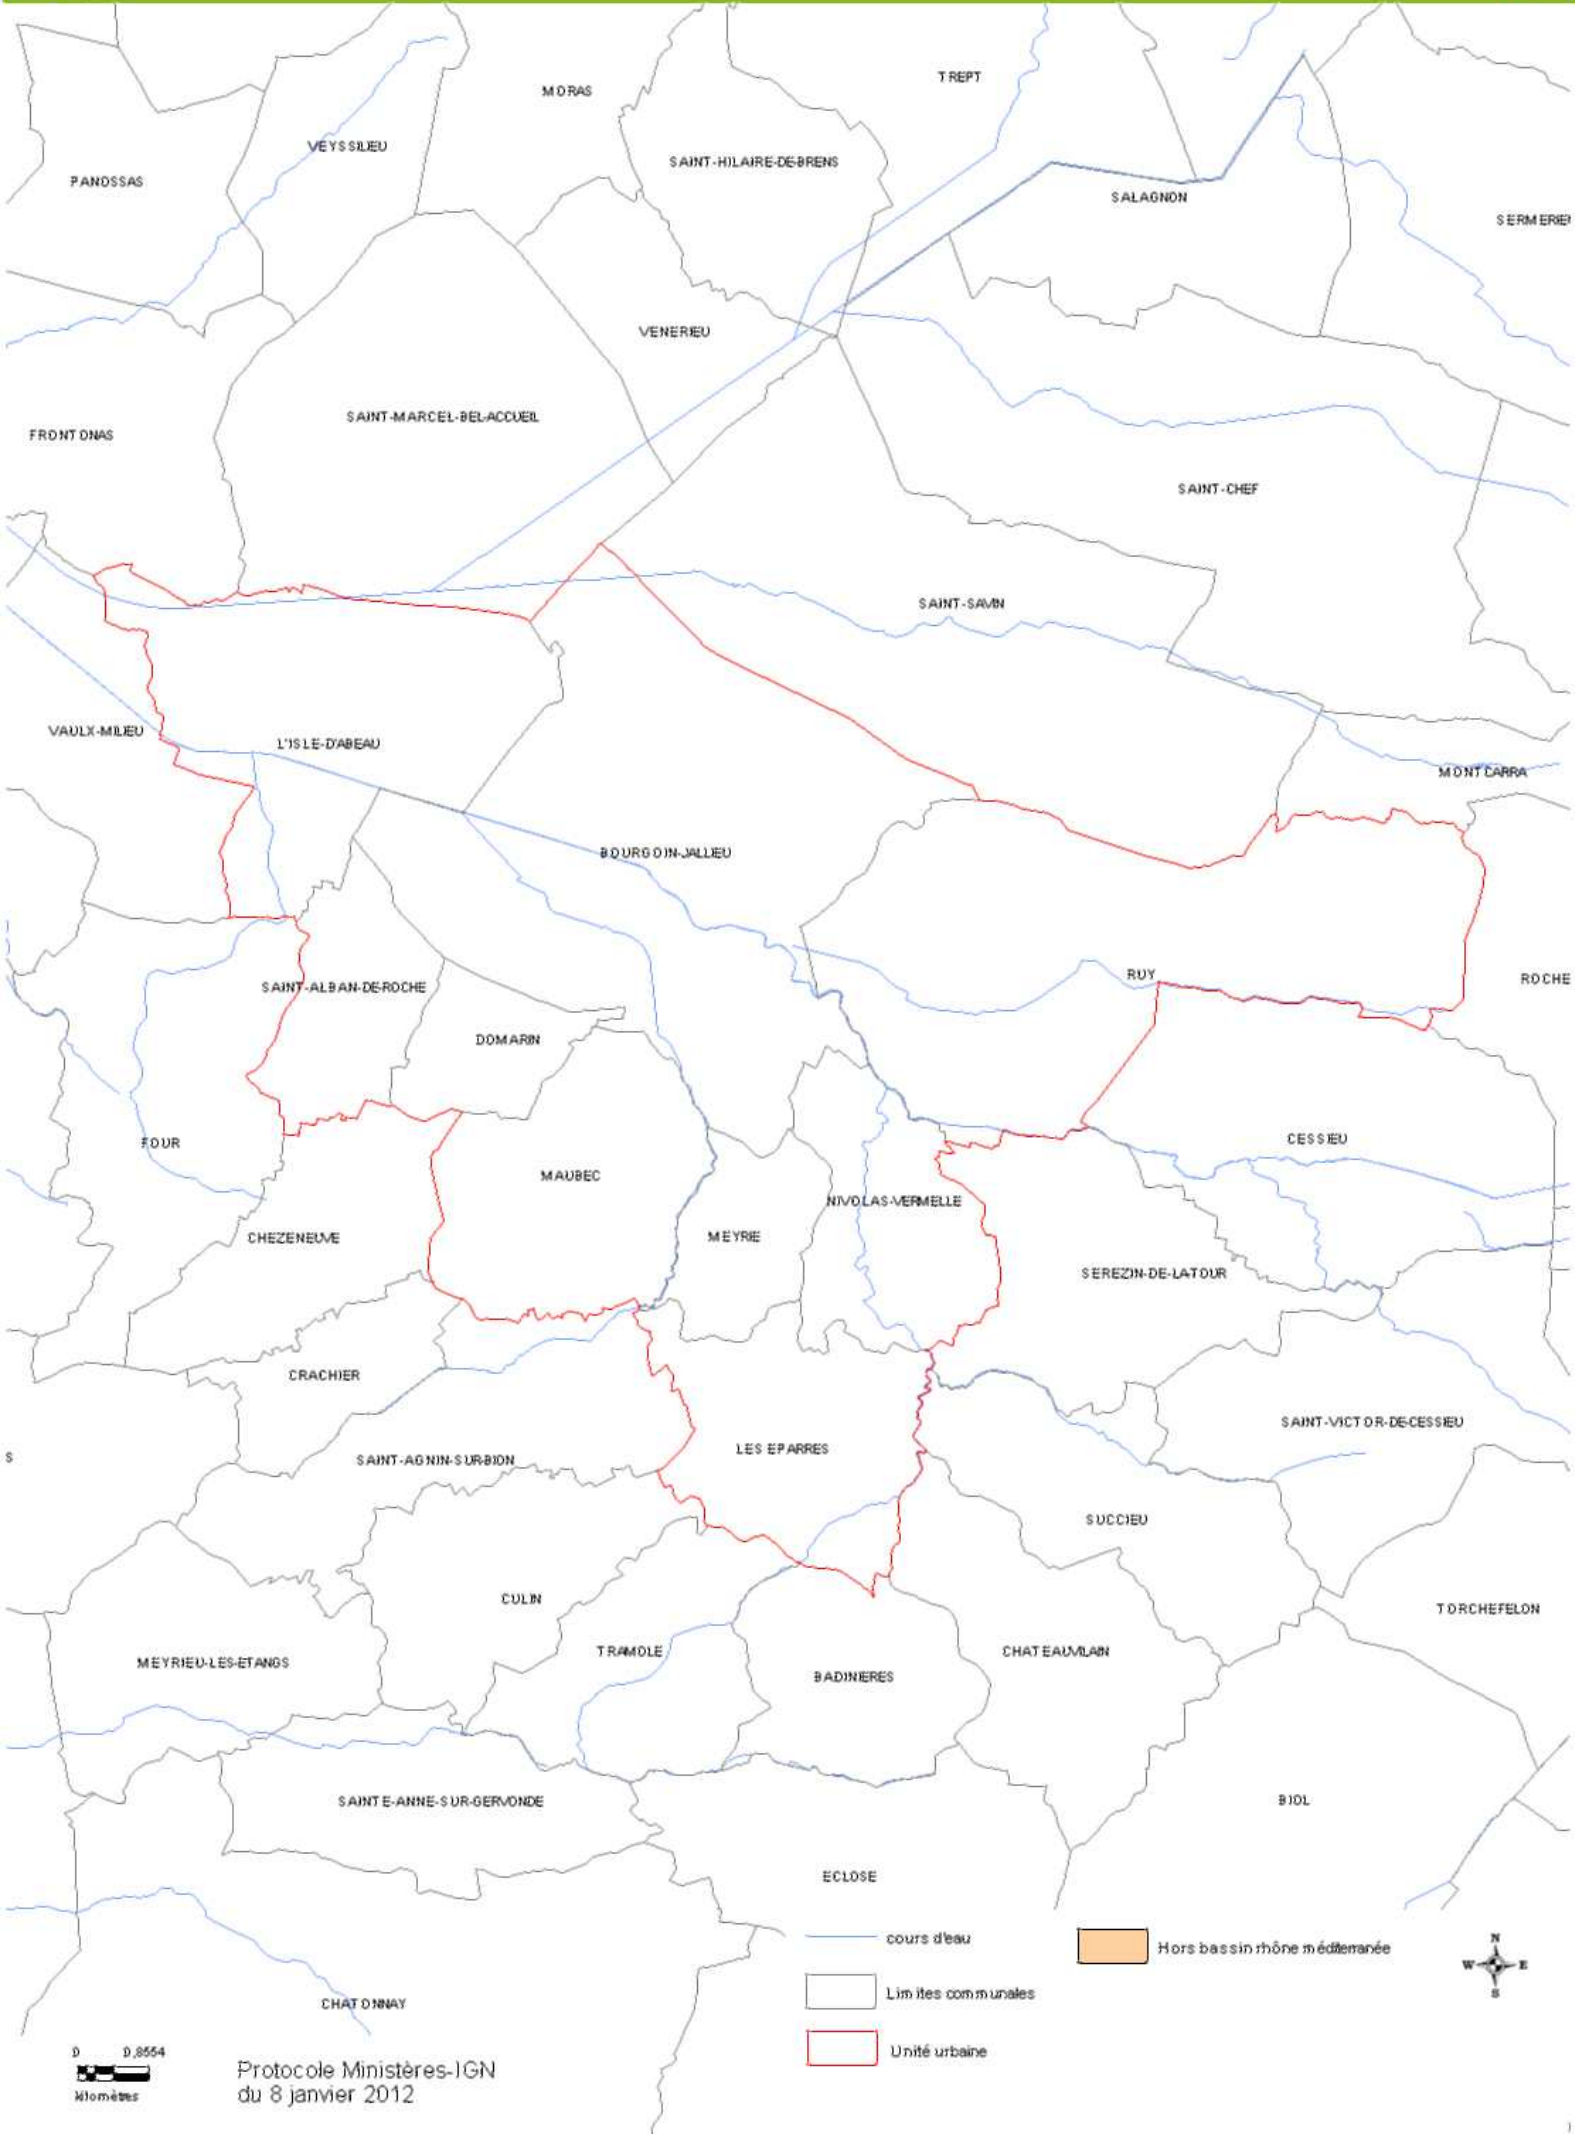 TREPT
MORAS
VEYSSILIEU
SAINT-HILAIRE-DE-BRENS
PANOSSAS
SALAGNON
SERMERIE
VENERIEU
SAINT-MARCEL-BEL-ACCUEIL
FRONTONAS
SAINT-CHEF
SAINT-SAVIN
VAULX-MILIEU
L'ISLE-D'ABEAU
MONTCARRA
BOURGOIN-JALLIEU
RUY
ROCHE
SAINT-ALBAN-DE-ROCHE
DOMARIN
FOUR
CESSIEU
MAUBEC
NIVOLAS-VERMELLE
CHEZENEUVE
MEYRIE
SEREZIN-DE-LA-TOUR
CRACHIER
SAINT-VICTOR-DE-CESSIEU
LES EPARRES
S
SAINT-AGNIN-SUR-BION
SUCCIEU
CULIN
TORCHEFELON
TRAMOLE
CHATEAUVILAIN
MEYRIEU-LES-ETANGS
BADINIERES
SAINTE-ANNE-SUR-GERVONDE
BIOL
ECLOSE
cours d'eau
Hors bassin rhône méditerranée
N
W E
S
Limites communales
CHATONNAY
Unité urbaine
0 0,8554
kilomètres
Protocole Ministères-IGN
du 8 janvier 2012